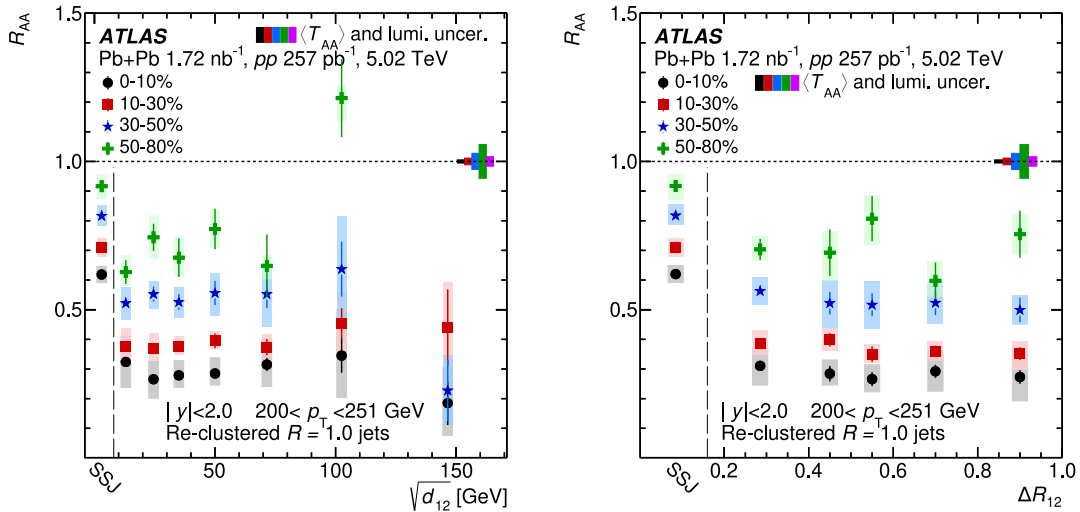 R_AA
ATLAS
⟨T_AA⟩ and lumi. uncer.
Pb+Pb 1.72 nb⁻¹, pp 257 pb⁻¹, 5.02 TeV
0-10%
10-30%
30-50%
50-80%
1.0
0.5
| y|<2.0 200< p_T <251 GeV
Re-clustered R = 1.0 jets
SSJ
50
100
150
√d₁₂ [GeV]
R_AA
ATLAS
Pb+Pb 1.72 nb⁻¹, pp 257 pb⁻¹, 5.02 TeV
0-10%
⟨T_AA⟩ and lumi. uncer.
10-30%
30-50%
50-80%
1.0
0.5
| y|<2.0 200< p_T <251 GeV
Re-clustered R = 1.0 jets
SSJ
0.2
0.4
0.6
0.8
1.0
ΔR₁₂